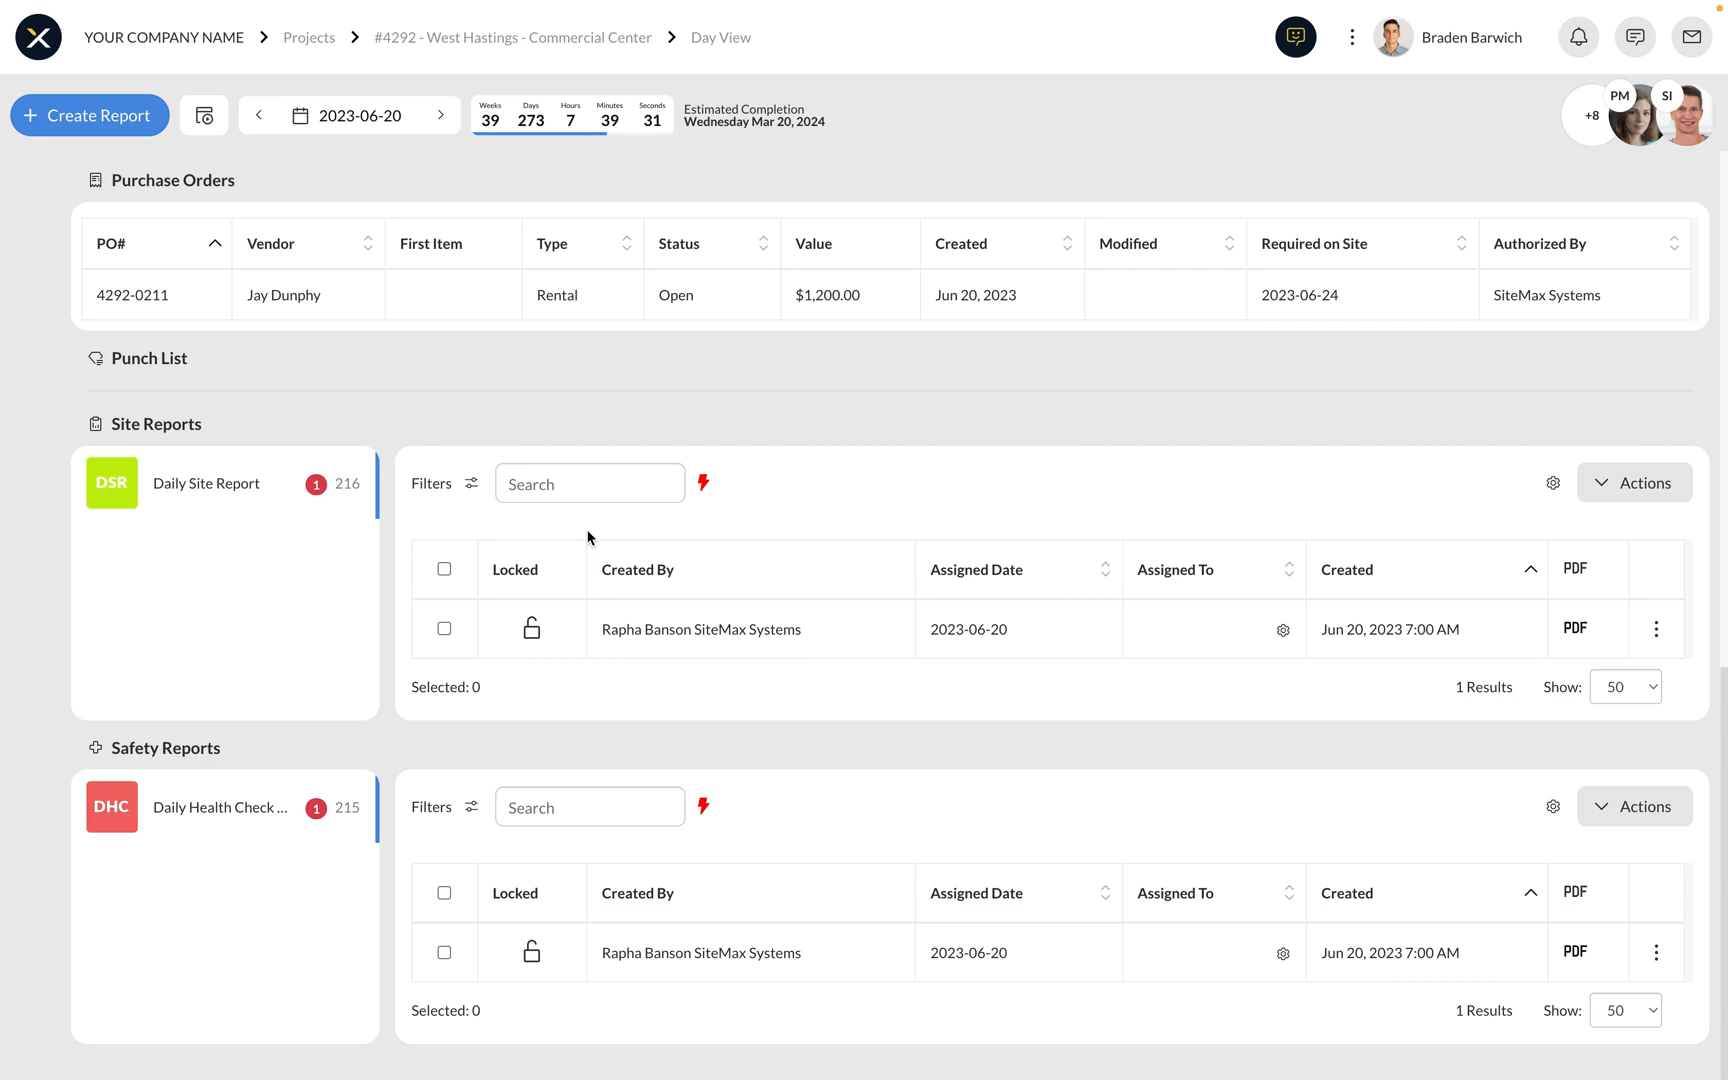 YOUR COMPANY NAME Projects #4292 - West Hastings - Commercial Center Day View
Braden Barwich
+ Create Report
2023-06-20
Weeks Days Hours Minutes Seconds
39 273 7 39 31
Estimated Completion
Wednesday Mar 20, 2024
+8 PM SI
Purchase Orders
PO# Vendor First Item Type Status Value Created Modified Required on Site Authorized By
4292-0211 Jay Dunphy Rental Open $1,200.00 Jun 20, 2023 2023-06-24 SiteMax Systems
Punch List
Site Reports
DSR Daily Site Report 1 216
Filters Search Actions
Locked Created By Assigned Date Assigned To Created PDF
Rapha Banson SiteMax Systems 2023-06-20 Jun 20, 2023 7:00 AM PDF
Selected: 0 1 Results Show: 50
Safety Reports
DHC Daily Health Check ... 1 215
Filters Search Actions
Locked Created By Assigned Date Assigned To Created PDF
Rapha Banson SiteMax Systems 2023-06-20 Jun 20, 2023 7:00 AM PDF
Selected: 0 1 Results Show: 50